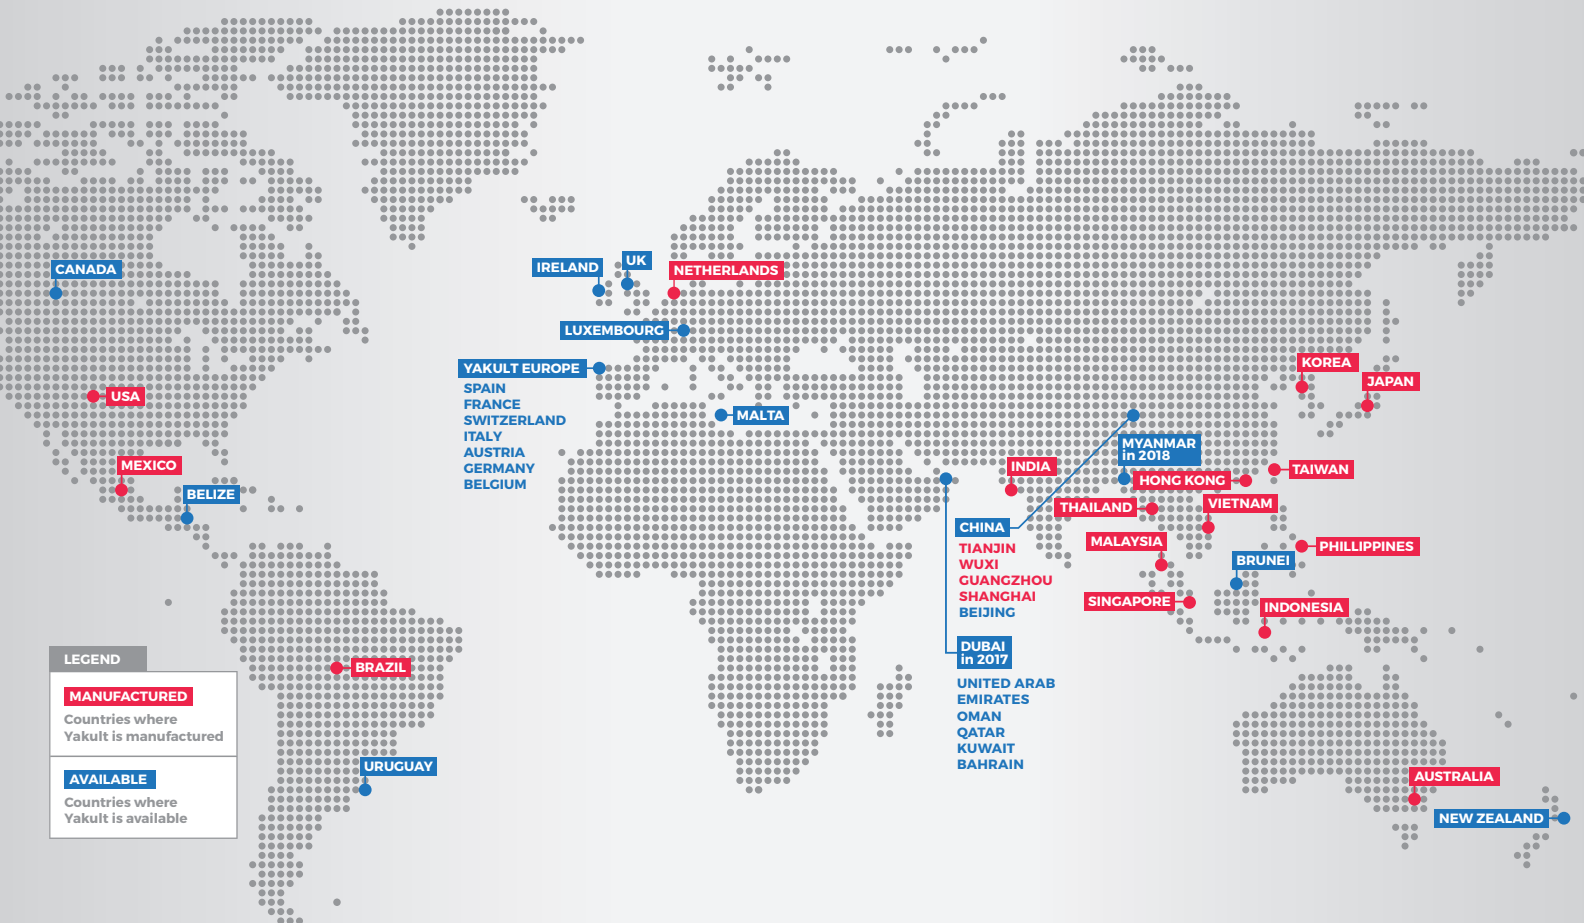 CANADA
IRELAND
UK
NETHERLANDS
LUXEMBOURG
YAKULT EUROPE
SPAIN
FRANCE
SWITZERLAND
ITALY
AUSTRIA
GERMANY
BELGIUM
KOREA
JAPAN
USA
MALTA
MEXICO
BELIZE
MYANMAR
in 2018
INDIA
HONG KONG
TAIWAN
THAILAND
VIETNAM
CHINA
TIANJIN
WUXI
GUANGZHOU
SHANGHAI
BEIJING
MALAYSIA
PHILLIPPINES
BRUNEI
SINGAPORE
INDONESIA
DUBAI
in 2017
UNITED ARAB
EMIRATES
OMAN
QATAR
KUWAIT
BAHRAIN
BRAZIL
URUGUAY
AUSTRALIA
NEW ZEALAND
LEGEND
MANUFACTURED
Countries where
Yakult is manufactured
AVAILABLE
Countries where
Yakult is available